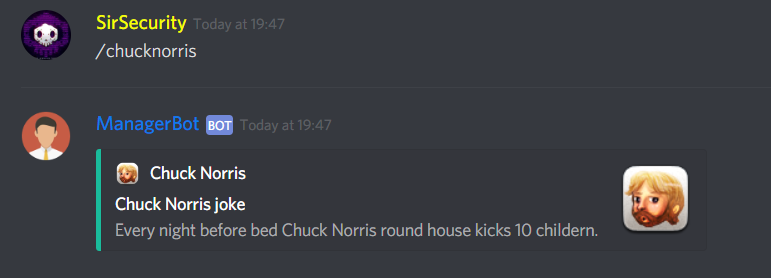 SirSecurity Today at 19:47
/chucknorris
ManagerBot BOT Today at 19:47
Chuck Norris
Chuck Norris joke
Every night before bed Chuck Norris round house kicks 10 childern.